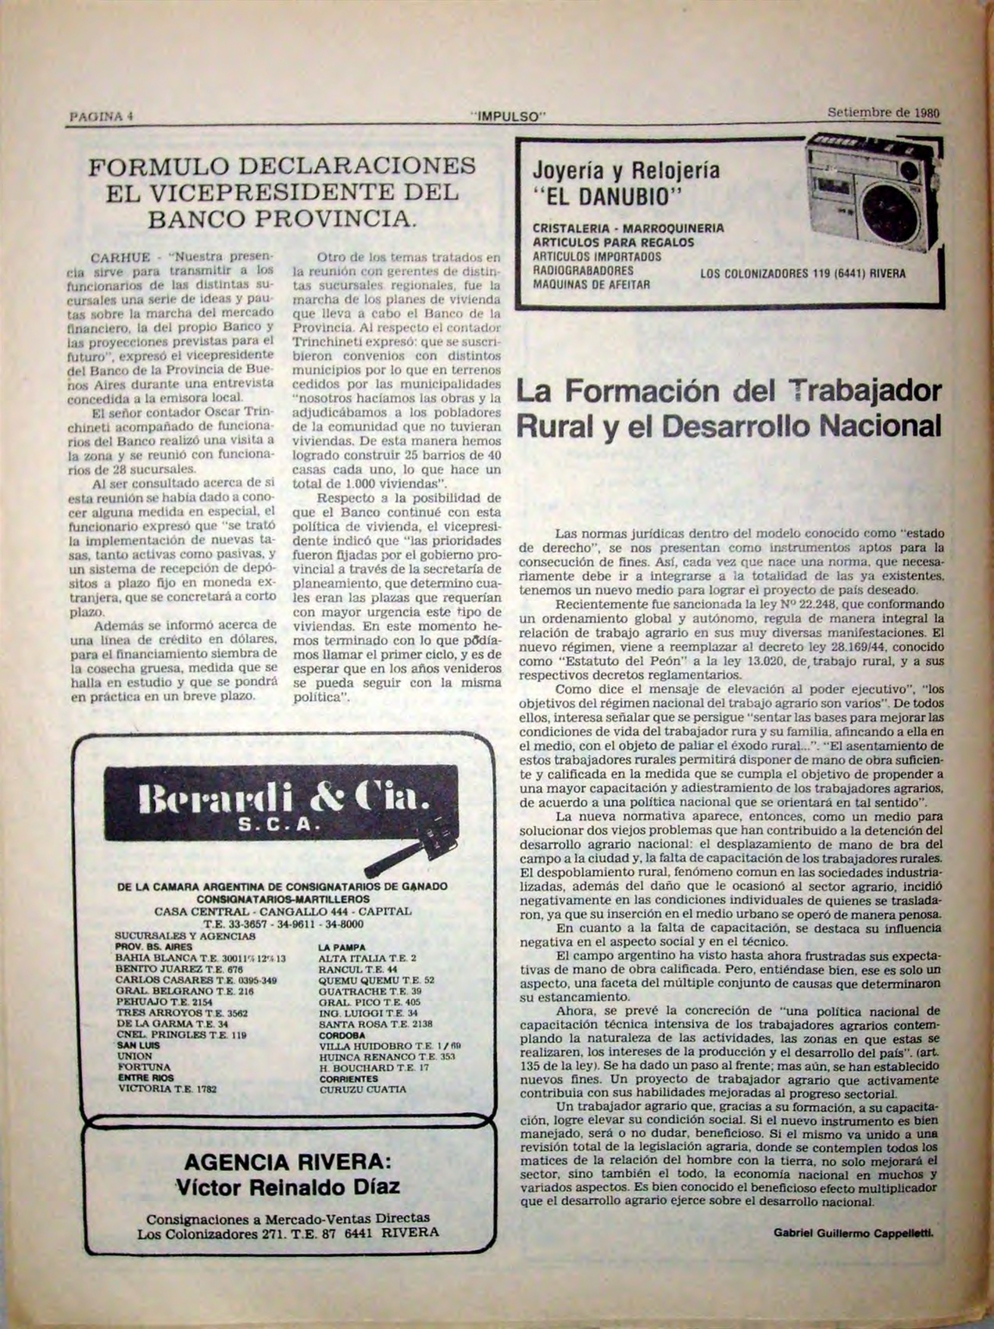 PAGINA 4
"IMPULSO"
Setiembre de 1980
FORMULO DECLARACIONES
EL VICEPRESIDENTE DEL
BANCO PROVINCIA.
CARHUE - "Nuestra presen-
cia sirve para transmitir a los
funcionarios de las distintas su-
cursales una serie de ideas y pau-
tas sobre la marcha del mercado
financiero, la del propio Banco y
las proyecciones previstas para el
futuro", expresó el vicepresidente
del Banco de la Provincia de Bue-
nos Aires durante una entrevista
concedida a la emisora local.
El señor contador Oscar Trin-
chineti acompañado de funciona-
rios del Banco realizó una visita a
la zona y se reunió con funciona-
rios de 28 sucursales.
Al ser consultado acerca de si
esta reunión se había dado a cono-
cer alguna medida en especial, el
funcionario expresó que "se trató
la implementación de nuevas ta-
sas, tanto activas como pasivas, y
un sistema de recepción de depó-
sitos a plazo fijo en moneda ex-
tranjera, que se concretará a corto
plazo.
Además se informó acerca de
una línea de crédito en dólares,
para el financiamiento siembra de
la cosecha gruesa, medida que se
halla en estudio y que se pondrá
en práctica en un breve plazo.
Otro de los temas tratados en
la reunión con gerentes de distin-
tas sucursales regionales, fue la
marcha de los planes de vivienda
que lleva a cabo el Banco de la
Provincia. Al respecto el contador
Trinchineti expresó: que se suscri-
bieron convenios con distintos
municipios por lo que en terrenos
cedidos por las municipalidades
"nosotros hacíamos las obras y la
adjudicábamos a los pobladores
de la comunidad que no tuvieran
viviendas. De esta manera hemos
logrado construir 25 barrios de 40
casas cada uno, lo que hace un
total de 1.000 viviendas".
Respecto a la posibilidad de
que el Banco continué con esta
política de vivienda, el vicepresi-
dente indicó que "las prioridades
fueron fijadas por el gobierno pro-
vincial a través de la secretaría de
planeamiento, que determino cua-
les eran las plazas que requerían
con mayor urgencia este tipo de
viviendas. En este momento he-
mos terminado con lo que podía-
mos llamar el primer ciclo, y es de
esperar que en los años venideros
se pueda seguir con la misma
política".
Joyería y Relojería
"EL DANUBIO"
CRISTALERIA - MARROQUINERIA
ARTICULOS PARA REGALOS
ARTICULOS IMPORTADOS
RADIOGRABADORES
MAQUINAS DE AFEITAR
LOS COLONIZADORES 119 (6441) RIVERA
La Formación del Trabajador
Rural y el Desarrollo Nacional
Las normas jurídicas dentro del modelo conocido como "estado
de derecho", se nos presentan como instrumentos aptos para la
consecución de fines. Así, cada vez que nace una norma, que necesa-
riamente debe ir a integrarse a la totalidad de las ya existentes,
tenemos un nuevo medio para lograr el proyecto de país deseado.
Recientemente fue sancionada la ley Nº 22.248, que conformando
un ordenamiento global y autónomo, regula de manera integral la
relación de trabajo agrario en sus muy diversas manifestaciones. El
nuevo régimen, viene a reemplazar al decreto ley 28.169/44, conocido
como "Estatuto del Peón" a la ley 13.020, de trabajo rural, y a sus
respectivos decretos reglamentarios.
Como dice el mensaje de elevación al poder ejecutivo", "los
objetivos del régimen nacional del trabajo agrario son varios". De todos
ellos, interesa señalar que se persigue "sentar las bases para mejorar las
condiciones de vida del trabajador rura y su familia, afincando a ella en
el medio, con el objeto de paliar el éxodo rural...". "El asentamiento de
estos trabajadores rurales permitirá disponer de mano de obra suficien-
te y calificada en la medida que se cumpla el objetivo de propender a
una mayor capacitación y adiestramiento de los trabajadores agrarios,
de acuerdo a una política nacional que se orientará en tal sentido".
La nueva normativa aparece, entonces, como un medio para
solucionar dos viejos problemas que han contribuido a la detención del
desarrollo agrario nacional: el desplazamiento de mano de bra del
campo a la ciudad y, la falta de capacitación de los trabajadores rurales.
El despoblamiento rural, fenómeno comun en las sociedades industria-
lizadas, además del daño que le ocasionó al sector agrario, incidió
negativamente en las condiciones individuales de quienes se traslada-
ron, ya que su inserción en el medio urbano se operó de manera penosa.
En cuanto a la falta de capacitación, se destaca su influencia
negativa en el aspecto social y en el técnico.
El campo argentino ha visto hasta ahora frustradas sus expecta-
tivas de mano de obra calificada. Pero, entiéndase bien, ese es solo un
aspecto, una faceta del múltiple conjunto de causas que determinaron
su estancamiento.
Ahora, se prevé la concreción de "una política nacional de
capacitación técnica intensiva de los trabajadores agrarios contem-
plando la naturaleza de las actividades, las zonas en que estas se
realizaren, los intereses de la producción y el desarrollo del país". (art.
135 de la ley). Se ha dado un paso al frente; mas aún, se han establecido
nuevos fines. Un proyecto de trabajador agrario que activamente
contribuia con sus habilidades mejoradas al progreso sectorial.
Un trabajador agrario que, gracias a su formación, a su capacita-
ción, logre elevar su condición social. Si el nuevo instrumento es bien
manejado, será o no dudar, beneficioso. Si el mismo va unido a una
revisión total de la legislación agraria, donde se contemplen todos los
matices de la relación del hombre con la tierra, no solo mejorará el
sector, sino también el todo, la economía nacional en muchos y
variados aspectos. Es bien conocido el beneficioso efecto multiplicador
que el desarrollo agrario ejerce sobre el desarrollo nacional.
Gabriel Guillermo Cappelletti.
Berardi & Cia.
S.C.A.
DE LA CAMARA ARGENTINA DE CONSIGNATARIOS DE GANADO
CONSIGNATARIOS-MARTILLEROS
CASA CENTRAL - CANGALLO 444 - CAPITAL
T.E. 33-3657 - 34-9611 - 34-8000
SUCURSALES Y AGENCIAS
PROV. BS. AIRES
BAHIA BLANCA T.E. 30011
BENITO JUAREZ T.E. 676
CARLOS CASARES T.E. 0395-349
GRAL. BELGRANO T.E. 216
PEHUAJO T.E. 2154
TRES ARROYOS T.E. 3562
DE LA GARMA T.E. 34
CNEL. PRINGLES T.E. 119
SAN LUIS
UNION
FORTUNA
ENTRE RIOS
VICTORIA T.E. 1782
LA PAMPA
ALTA ITALIA T.E. 2
RANCUL T.E. 44
QUEMU QUEMU T.E. 52
GUATRACHE T.E. 39
GRAL. PICO T.E. 405
ING. LUIGGI T.E. 34
SANTA ROSA T.E. 2138
CORDOBA
VILLA HUIDOBRO T.E. 1/69
HUINCA RENANCO T.E. 353
H. BOUCHARD T.E. 17
CORRIENTES
CURUZU CUATIA
AGENCIA RIVERA:
Víctor Reinaldo Díaz
Consignaciones a Mercado-Ventas Directas
Los Colonizadores 271. T.E. 87 6441 RIVERA